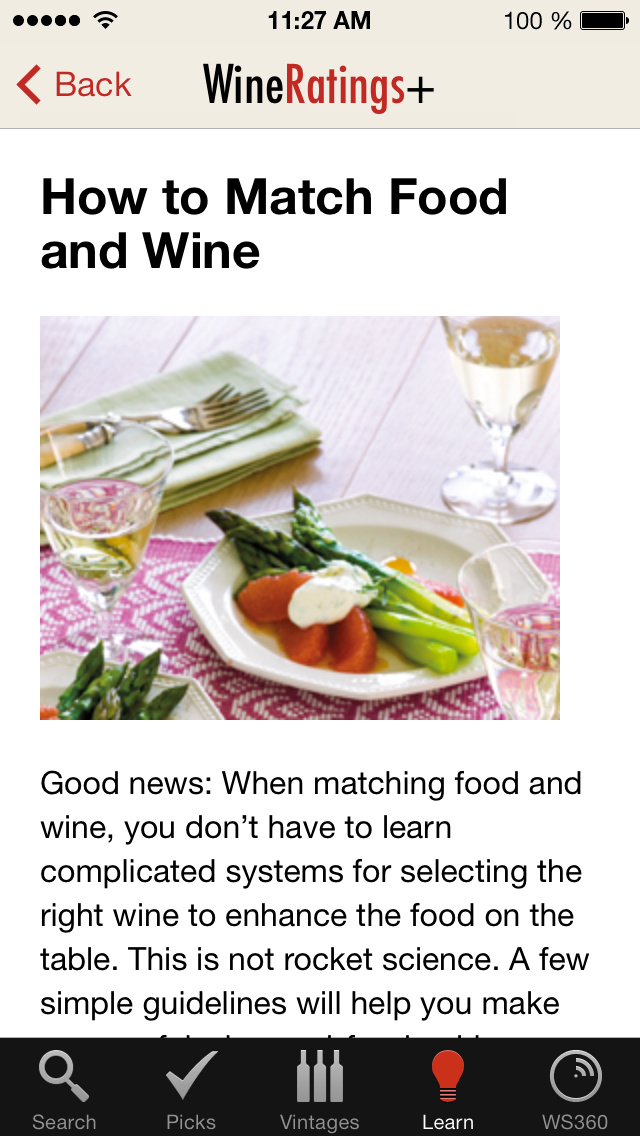 11:27 AM 100 %
Back WineRatings+
How to Match Food
and Wine
Good news: When matching food and
wine, you don’t have to learn
complicated systems for selecting the
right wine to enhance the food on the
table. This is not rocket science. A few
simple guidelines will help you make
Search Picks Vintages Learn WS360